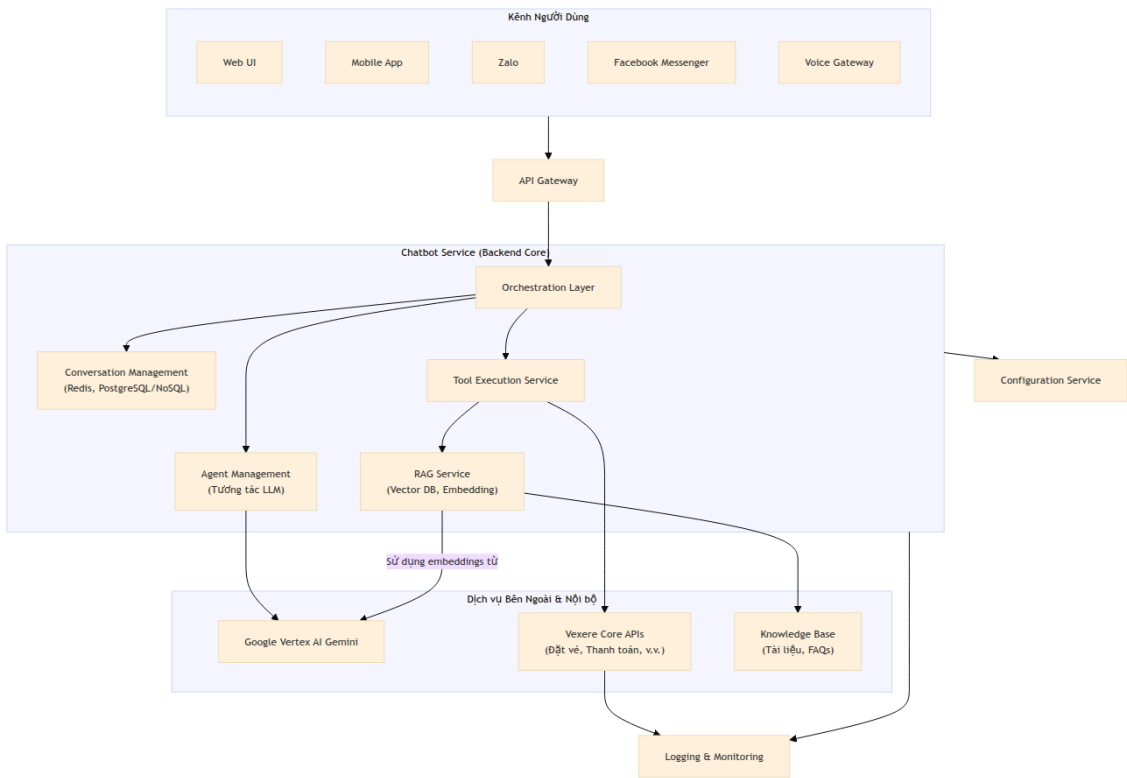 Kênh Người Dùng
Web UI
Mobile App
Zalo
Facebook Messenger
Voice Gateway
API Gateway
Chatbot Service (Backend Core)
Orchestration Layer
Conversation Management
(Redis, PostgreSQL/NoSQL)
Tool Execution Service
Configuration Service
Agent Management
(Tương tác LLM)
RAG Service
(Vector DB, Embedding)
Sử dụng embeddings từ
Dịch vụ Bên Ngoài & Nội bộ
Google Vertex AI Gemini
Vexere Core APIs
(Đặt vé, Thanh toán, v.v.)
Knowledge Base
(Tài liệu, FAQs)
Logging & Monitoring